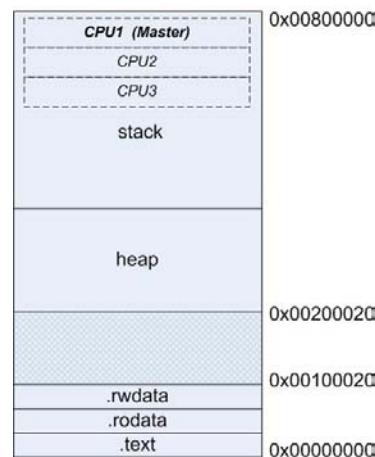 CPU1 (Master)
0x00800000
CPU2
CPU3
stack
heap
0x00200020
0x00100020
.rwdata
.rodata
.text
0x00000000